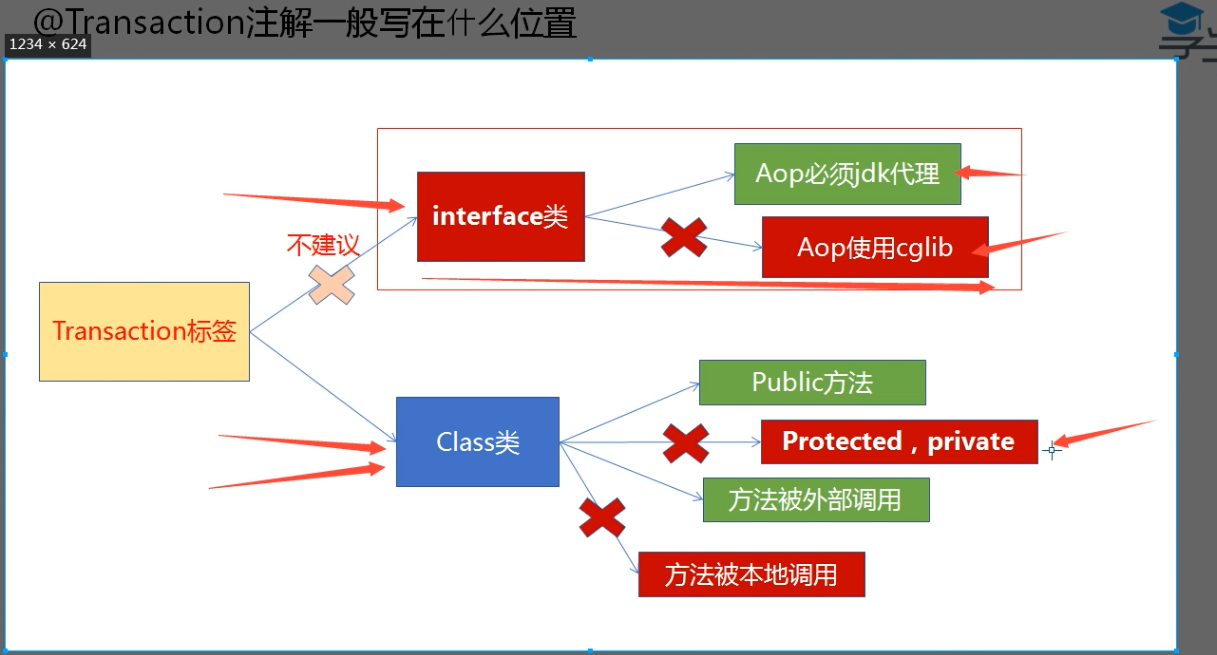 @Transaction注解一般写在什么位置
1234 × 624
Aop必须jdk代理
interface类
不建议
Aop使用cglib
Transaction标签
Public方法
Class类
Protected，private
方法被外部调用
方法被本地调用